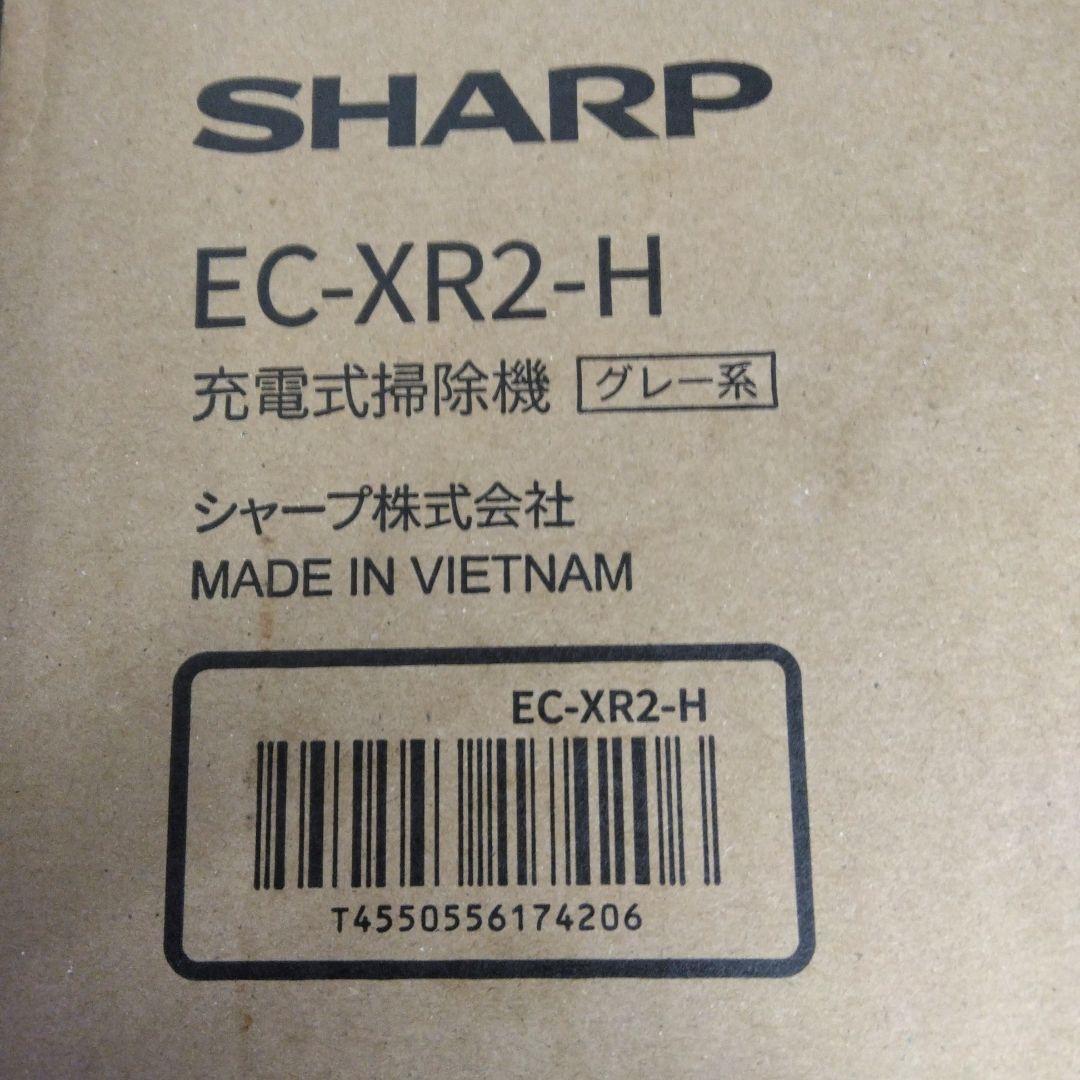 SHARP
EC-XR2-H
充電式掃除機 グレー系
シャープ株式会社
MADE IN VIETNAM
EC-XR2-H
T4550556174206